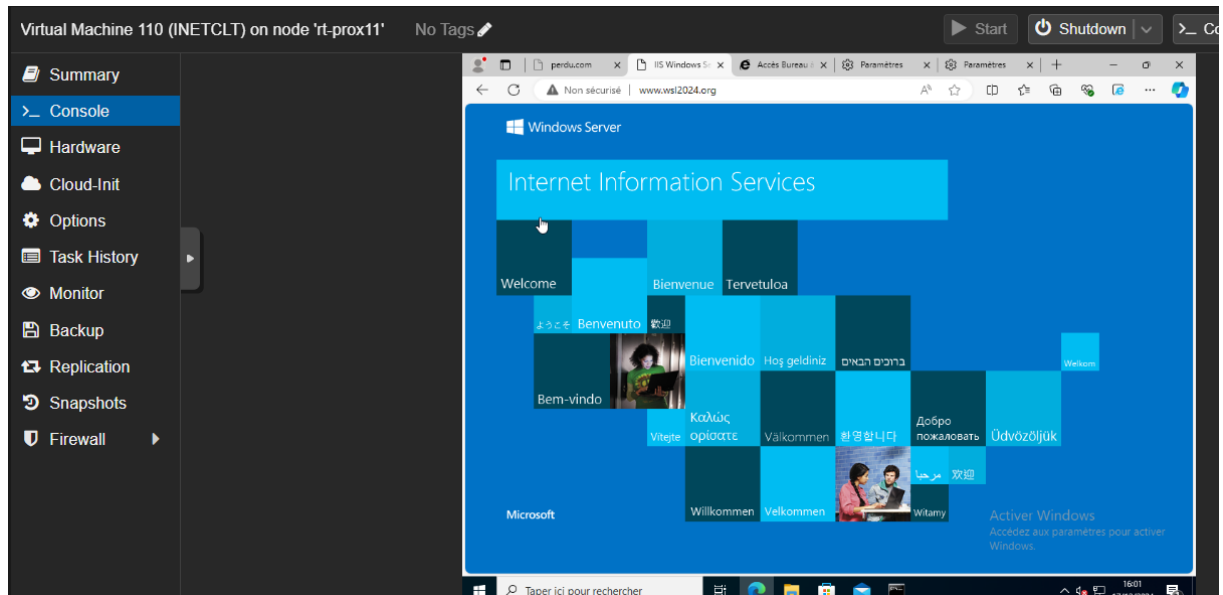 Virtual Machine 110 (INETCLT) on node 'rt-prox11'
No Tags
Start
Shutdown
Summary
Console
Hardware
Cloud-Init
Options
Task History
Monitor
Backup
Replication
Snapshots
Firewall
perdu.com
IIS Windows
Accès Bureau
Paramètres
Paramètres
Non sécurisé
www.wsl2024.org
Windows Server
Internet Information Services
Welcome
Bienvenue
Tervetuloa
ようこそ
Benvenuto
歡迎
Bienvenido
Hoş geldiniz
ברוכים הבאים
Welkom
Bem-vindo
Vítejte
Καλώς
ορίσατε
Välkommen
환영합니다
Добро
пожаловать
Üdvözöljük
مرحبا
欢迎
Microsoft
Willkommen
Velkommen
Witamy
Activer Windows
Accédez aux paramètres pour activer
Windows.
Taper ici pour rechercher
16:01